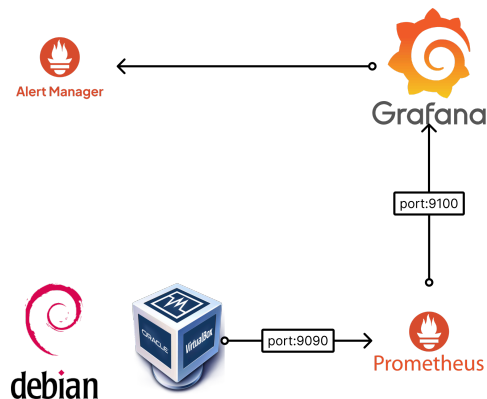 Alert Manager
Grafana
port:9100
ORACLE
VirtualBox
port:9090
Prometheus
debian